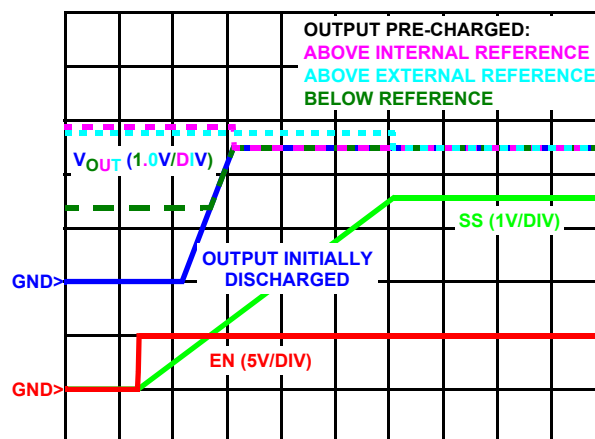 OUTPUT PRE-CHARGED:
ABOVE INTERNAL REFERENCE
ABOVE EXTERNAL REFERENCE
BELOW REFERENCE
VOUT (1.0V/DIV)
SS (1V/DIV)
OUTPUT INITIALLY
DISCHARGED
GND>
EN (5V/DIV)
GND>